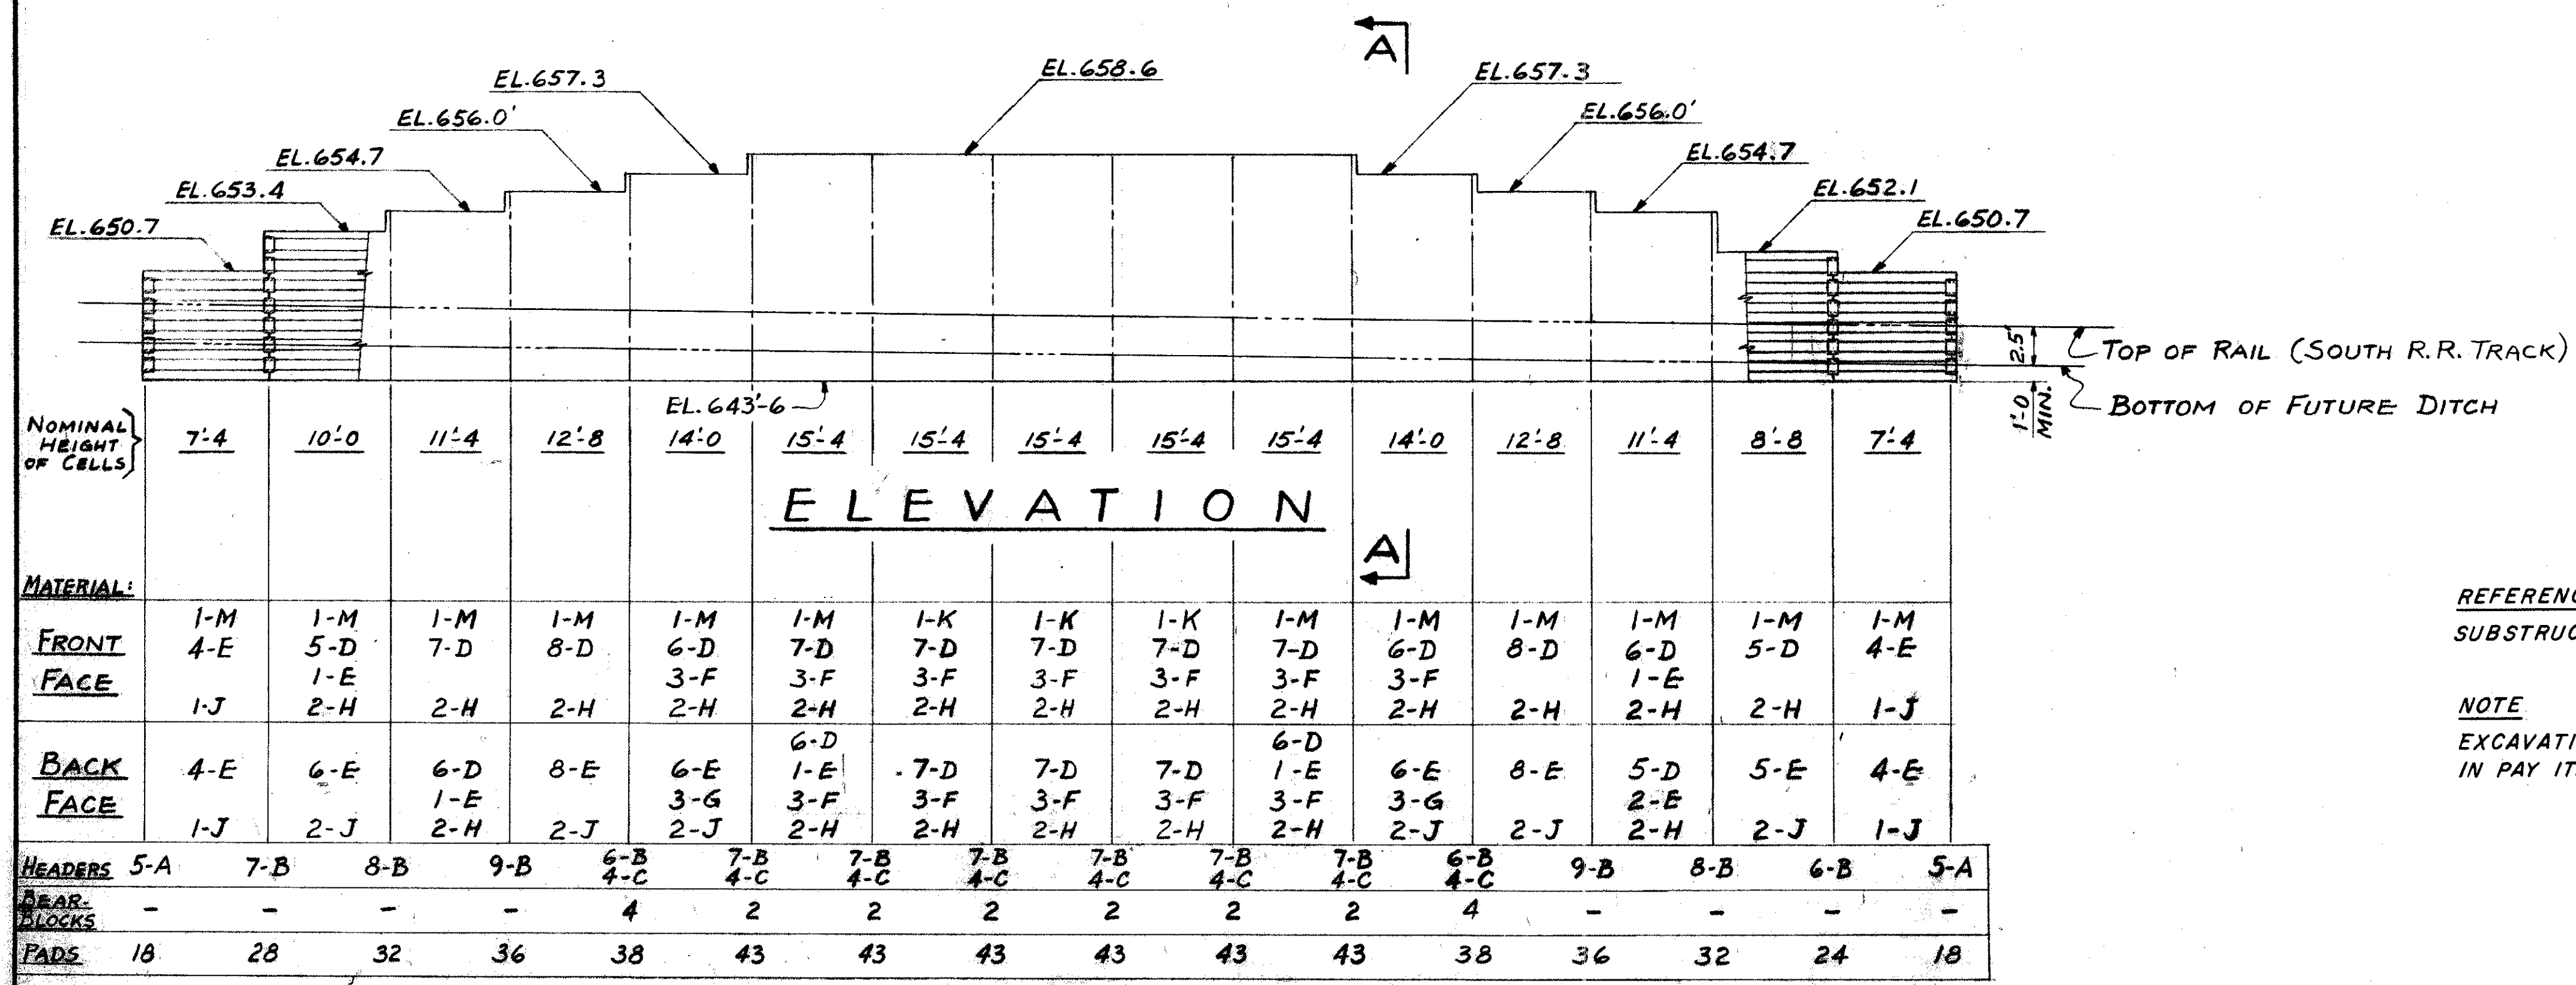 A
EL.658.6
EL.657.3
EL.657.3
EL.656.0'
EL.656.0'
EL.654.7
EL.654.7
EL.653.4
EL.652.1
EL.650.7
EL.650.7
2.5'
TOP OF RAIL (SOUTH R.R. TRACK)
EL.643'-6
1'-0 MIN.
BOTTOM OF FUTURE DITCH
NOMINAL
HEIGHT
OF CELLS
7'-4 10'-0 11'-4 12'-8 14'-0 15'-4 15'-4 15'-4 15'-4 15'-4 14'-0 12'-8 11'-4 8'-8 7'-4
ELEVATION
A
MATERIAL:
1-M 1-M 1-M 1-M 1-M 1-M 1-K 1-K 1-K 1-M 1-M 1-M 1-M 1-M 1-M
FRONT 4-E 5-D 7-D 8-D 6-D 7-D 7-D 7-D 7-D 7-D 6-D 8-D 6-D 5-D 4-E
FACE 1-E 3-F 3-F 3-F 3-F 3-F 3-F 3-F 1-E
1-J 2-H 2-H 2-H 2-H 2-H 2-H 2-H 2-H 2-H 2-H 2-H 2-H 2-H 1-J
6-D 6-D
BACK 4-E 6-E 6-D 8-E 6-E 1-E 7-D 7-D 7-D 1-E 6-E 8-E 5-D 5-E 4-E
FACE 1-E 3-G 3-F 3-F 3-F 3-F 3-F 3-G 2-E
1-J 2-J 2-H 2-J 2-J 2-H 2-H 2-H 2-H 2-H 2-J 2-J 2-H 2-J 1-J
6-B 7-B 7-B 7-B 7-B 7-B 7-B 6-B
HEADERS 5-A 7-B 8-B 9-B 9-B 8-B 6-B 5-A
4-C 4-C 4-C 4-C 4-C 4-C 4-C 4-C
BEAR-
BLOCKS - - - - 4 2 2 2 2 2 2 4 - - - -
PADS 18 28 32 36 38 43 43 43 43 43 43 38 36 32 24 18
REFERENC
SUBSTRUC
NOTE
EXCAVATI
IN PAY IT